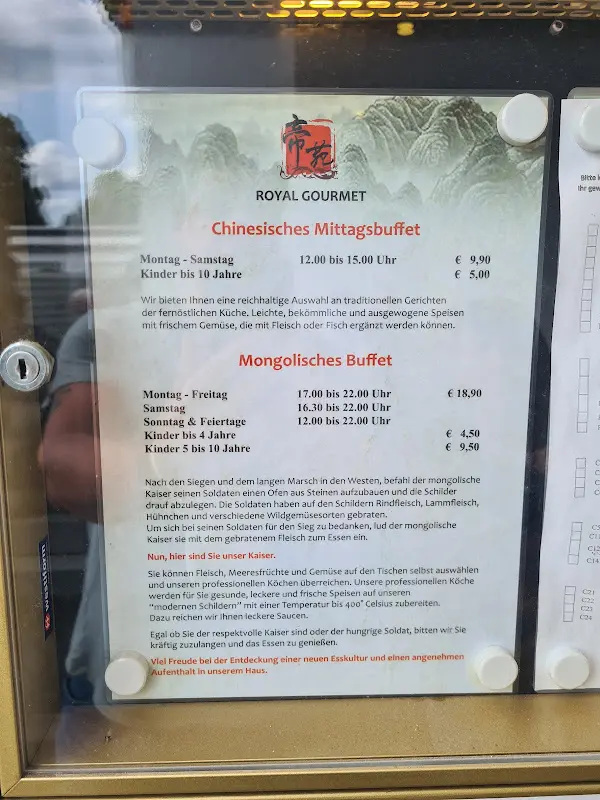 帝
苑
ROYAL GOURMET
Chinesisches Mittagsbuffet
Montag - Samstag 12.00 bis 15.00 Uhr € 9,90
Kinder bis 10 Jahre € 5,00
Wir bieten Ihnen eine reichhaltige Auswahl an traditionellen Gerichten
der fernöstlichen Küche. Leichte, bekömmliche und ausgewogene Speisen
mit frischem Gemüse, die mit Fleisch oder Fisch ergänzt werden können.
Mongolisches Buffet
Montag - Freitag 17.00 bis 22.00 Uhr € 18,90
Samstag 16.30 bis 22.00 Uhr
Sonntag & Feiertage 12.00 bis 22.00 Uhr
Kinder bis 4 Jahre € 4,50
Kinder 5 bis 10 Jahre € 9,50
Nach den Siegen und dem langen Marsch in den Westen, befahl der mongolische
Kaiser seinen Soldaten einen Ofen aus Steinen aufzubauen und die Schilder
drauf abzulegen. Die Soldaten haben auf den Schildern Rindfleisch, Lammfleisch,
Hühnchen und verschiedene Wildgemüsesorten gebraten.
Um sich bei seinen Soldaten für den Sieg zu bedanken, lud der mongolische
Kaiser sie mit dem gebratenem Fleisch zum Essen ein.
Nun, hier sind Sie unser Kaiser.
Sie können Fleisch, Meeresfrüchte und Gemüse auf den Tischen selbst auswählen
und unseren professionellen Köchen überreichen. Unsere professionellen Köche
werden für Sie gesunde, leckere und frische Speisen auf unseren
"modernen Schildern" mit einer Temperatur bis 400° Celsius zubereiten.
Dazu reichen wir Ihnen leckere Saucen.
Egal ob Sie der respektvolle Kaiser sind oder der hungrige Soldat, bitten wir Sie
kräftig zuzulangen und das Essen zu genießen.
Viel Freude bei der Entdeckung einer neuen Esskultur und einen angenehmen
Aufenthalt in unserem Haus.
Bitte
Ihr gew
C12
C14
C21
C22
C23
C24